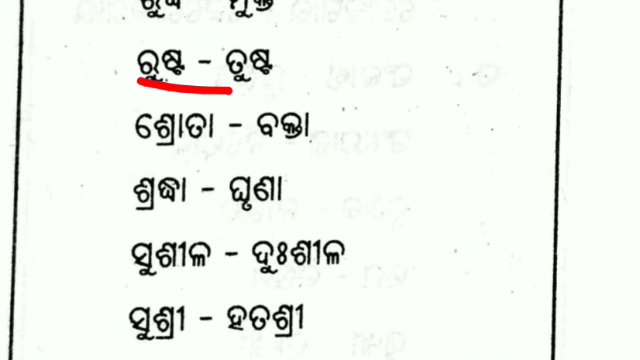 ରୁଷ୍ଟ - ତୁଷ୍ଟ
ଶ୍ରୋତା - ବକ୍ତା
ଶ୍ରଦ୍ଧା - ଘୃଣା
ସୁଶୀଳ - ଦୁଃଶୀଳ
ସୁଶ୍ରୀ - ହତଶ୍ରୀ